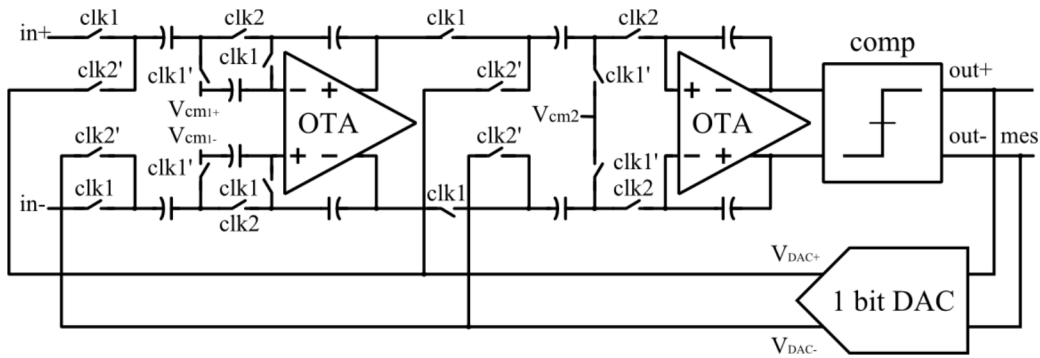 in+
clk1
clk2
clk1
clk2
comp
clk2'
clk1'
clk1
clk2'
clk1'
out+
Vcm1+
- +
OTA
Vcm2
+ -
OTA
Vcm1-
+ -
- +
clk2'
clk1'
clk2'
clk1'
out-
mes
in-
clk1
clk1
clk2
clk1
clk2
VDAC+
1 bit DAC
VDAC-